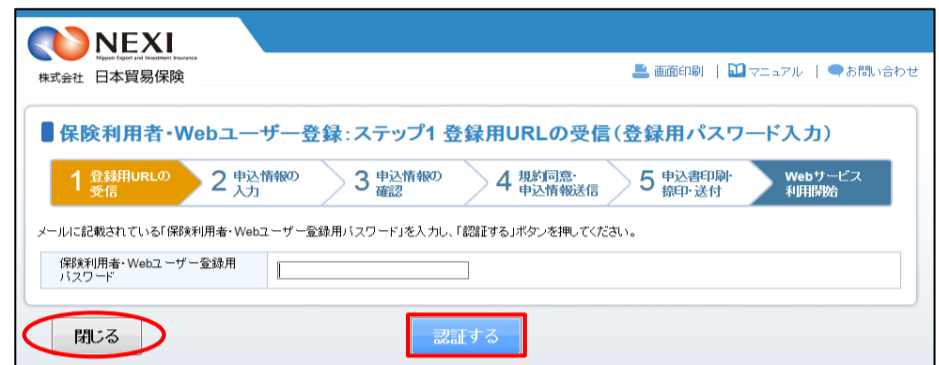 NEXI
Nippon Export and Investment Insurance
株式会社 日本貿易保険
画面印刷 | マニュアル | お問い合わせ
保険利用者・Webユーザー登録:ステップ1 登録用URLの受信(登録用パスワード入力)
1 登録用URLの
受信
2 申込情報の
入力
3 申込情報の
確認
4 規約同意・
申込情報送信
5 申込書印刷・
捺印・送付
Webサービス
利用開始
メールに記載されている「保険利用者・Webユーザー登録用パスワード」を入力し、「認証する」ボタンを押してください。
保険利用者・Webユーザー登録用
パスワード
閉じる
認証する